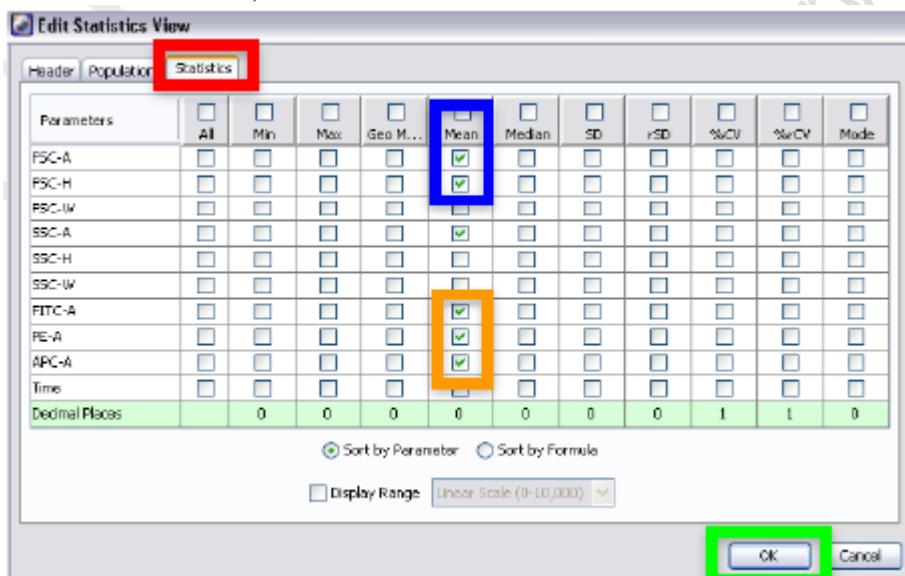 Edit Statistics View
Header Population Statistics
Parameters All Min Max Geo M... Mean Median SD rSD %CV %rCV Mode
FSC-A
FSC-H
FSC-W
SSC-A
SSC-H
SSC-W
FITC-A
PE-A
APC-A
Time
Decimal Places 0 0 0 0 0 0 0 1 1 0
Sort by Parameter Sort by Formula
Display Range Linear Scale (0-10,000)
OK Cancel